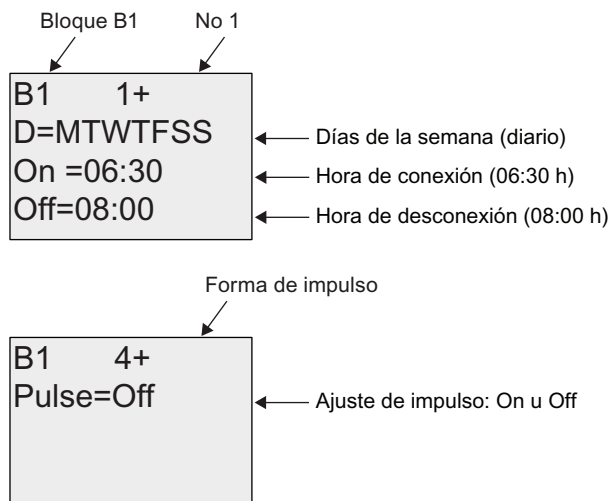 Bloque B1 No 1
B1 1+
D=MTWTFSS
Días de la semana (diario)
On =06:30
Hora de conexión (06:30 h)
Off=08:00
Hora de desconexión (08:00 h)
Forma de impulso
B1 4+
Pulse=Off
Ajuste de impulso: On u Off